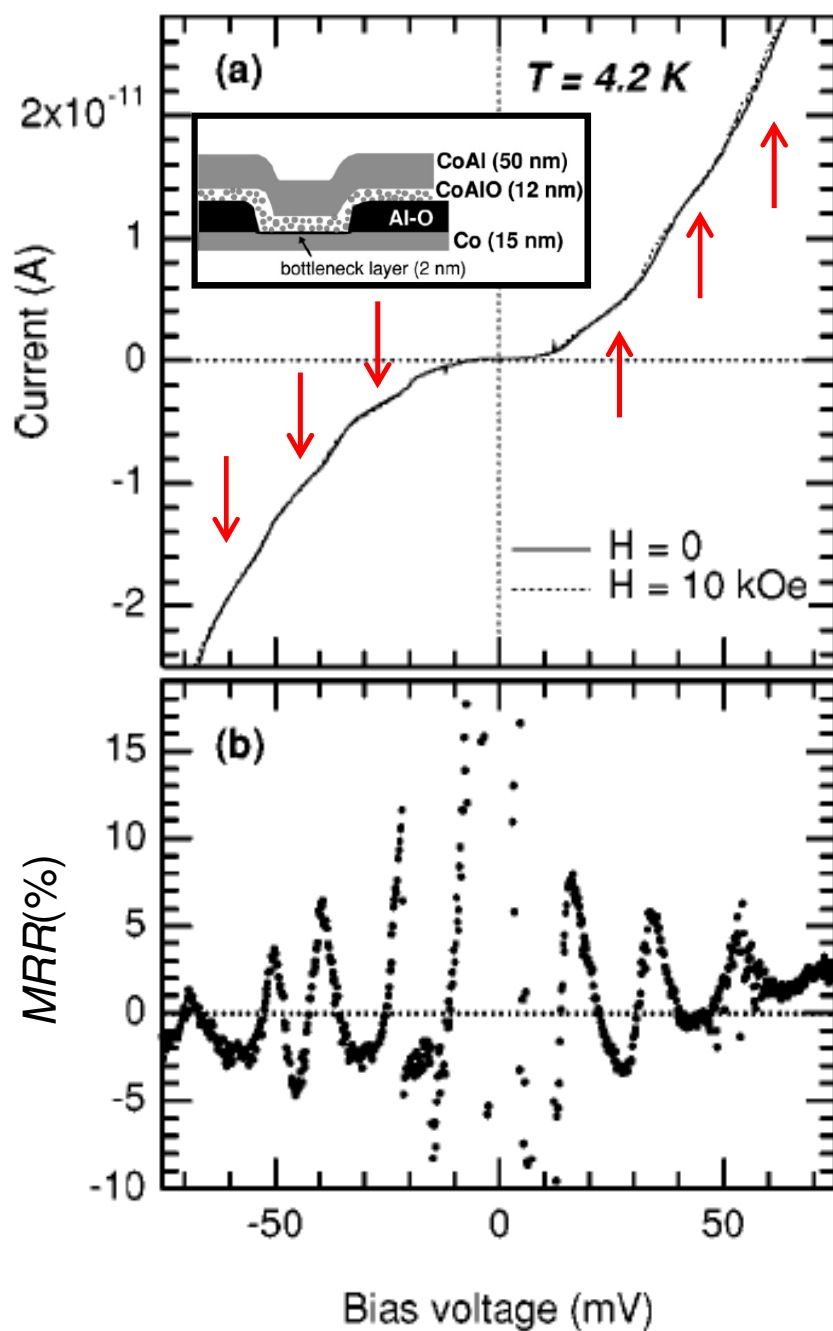 (a)
T = 4.2 K
2x10⁻¹¹
1
0
-1
-2
Current (A)
CoAl (50 nm)
CoAlO (12 nm)
Al-O
Co (15 nm)
bottleneck layer (2 nm)
H = 0
H = 10 kOe
(b)
15
10
5
0
-5
-10
MRR(%)
-50
0
50
Bias voltage (mV)